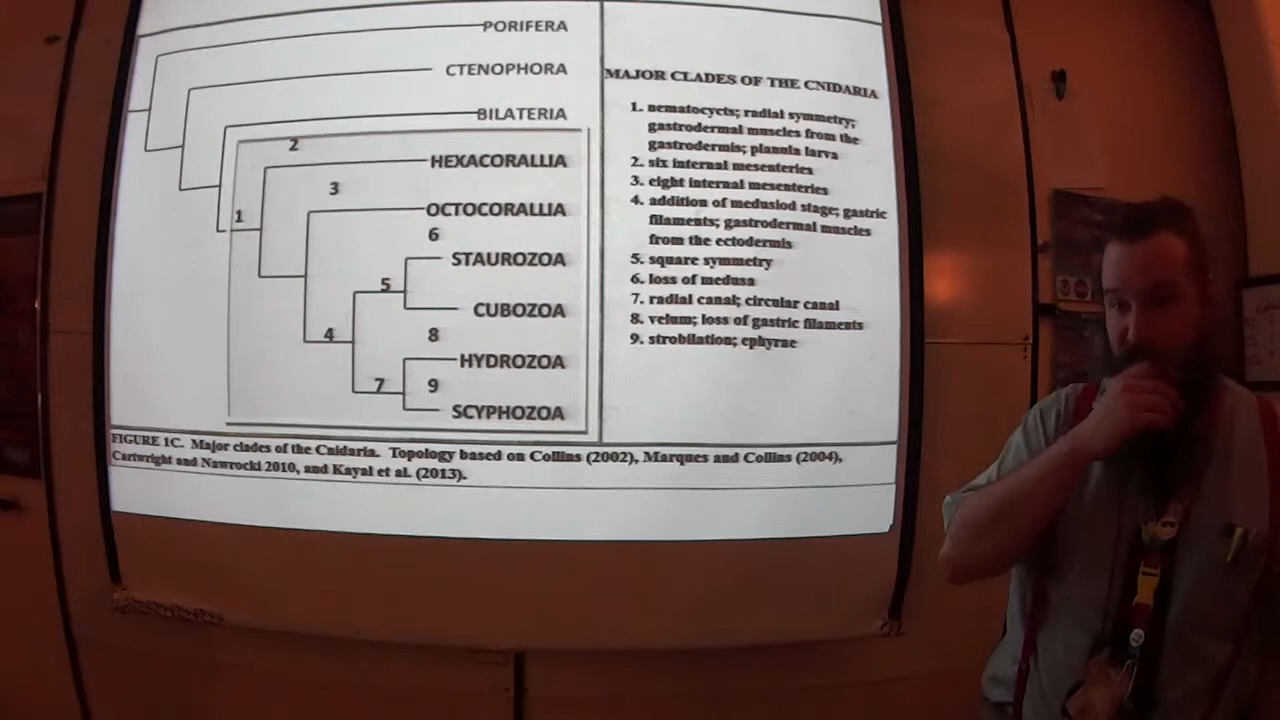 PORIFERA
CTENOPHORA
BILATERIA
2
HEXACORALLIA
3
1
OCTOCORALLIA
6
STAUROZOA
5
CUBOZOA
4
8
HYDROZOA
7
9
SCYPHOZOA
MAJOR CLADES OF THE CNIDARIA
1. nematocycts; radial symmetry;
gastrodermal muscles from the
gastrodermis; planula larva
2. six internal mesenteries
3. eight internal mesenteries
4. addition of medusiod stage; gastric
filaments; gastrodermal muscles
from the ectodermis
5. square symmetry
6. loss of medusa
7. radial canal; circular canal
8. velum; loss of gastric filaments
9. strobilation; ephyrae
FIGURE 1C. Major clades of the Cnidaria. Topology based on Collins (2002), Marques and Collins (2004),
Cartwright and Nawrocki 2010, and Kayal et al. (2013).